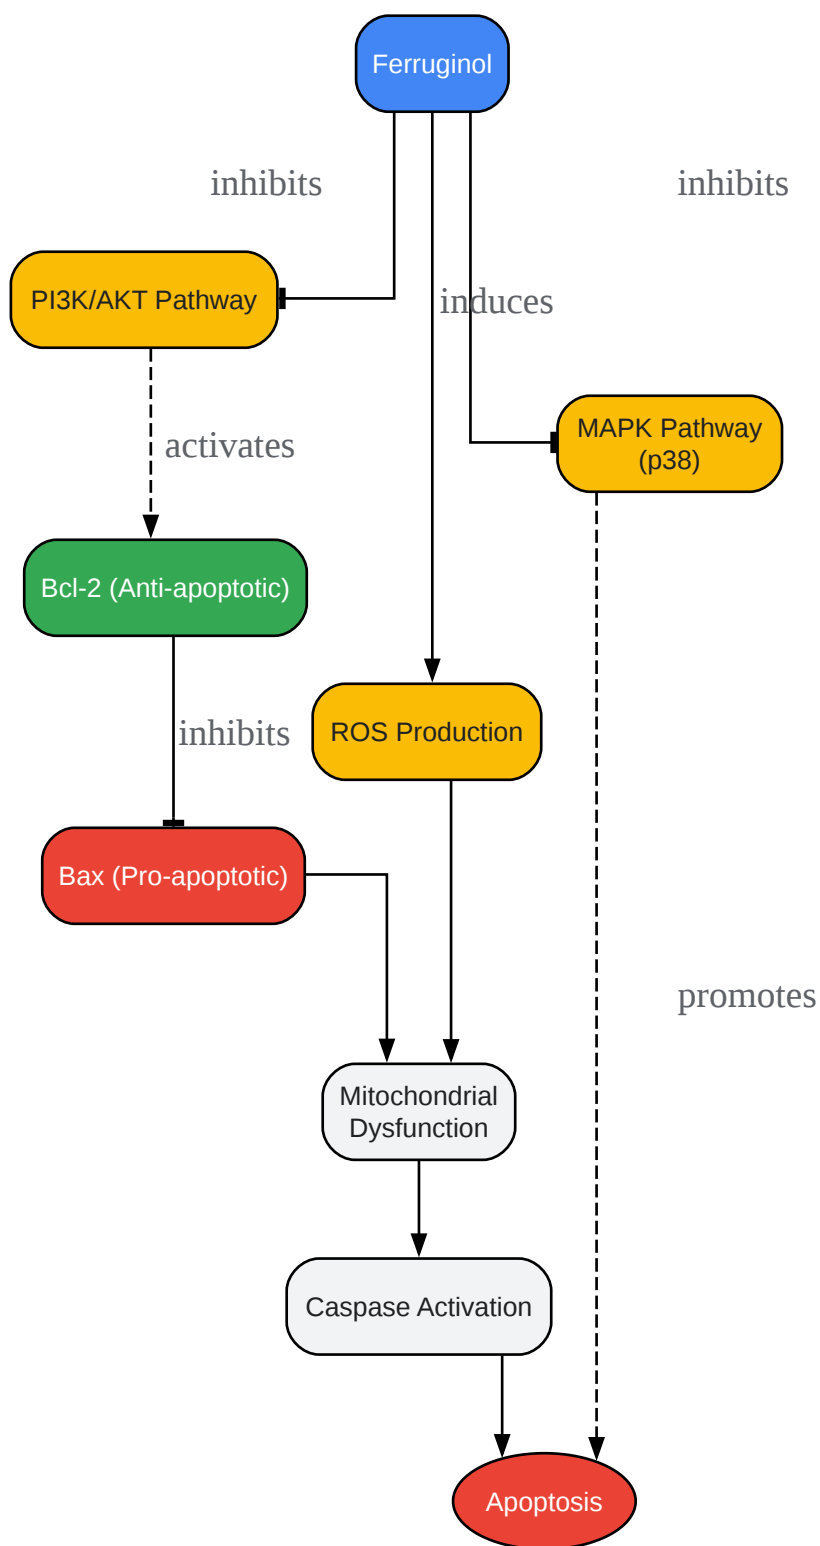 Ferruginol
inhibits
inhibits
PI3K/AKT Pathway
induces
MAPK Pathway
(p38)
activates
Bcl-2 (Anti-apoptotic)
ROS Production
inhibits
Bax (Pro-apoptotic)
promotes
Mitochondrial
Dysfunction
Caspase Activation
Apoptosis